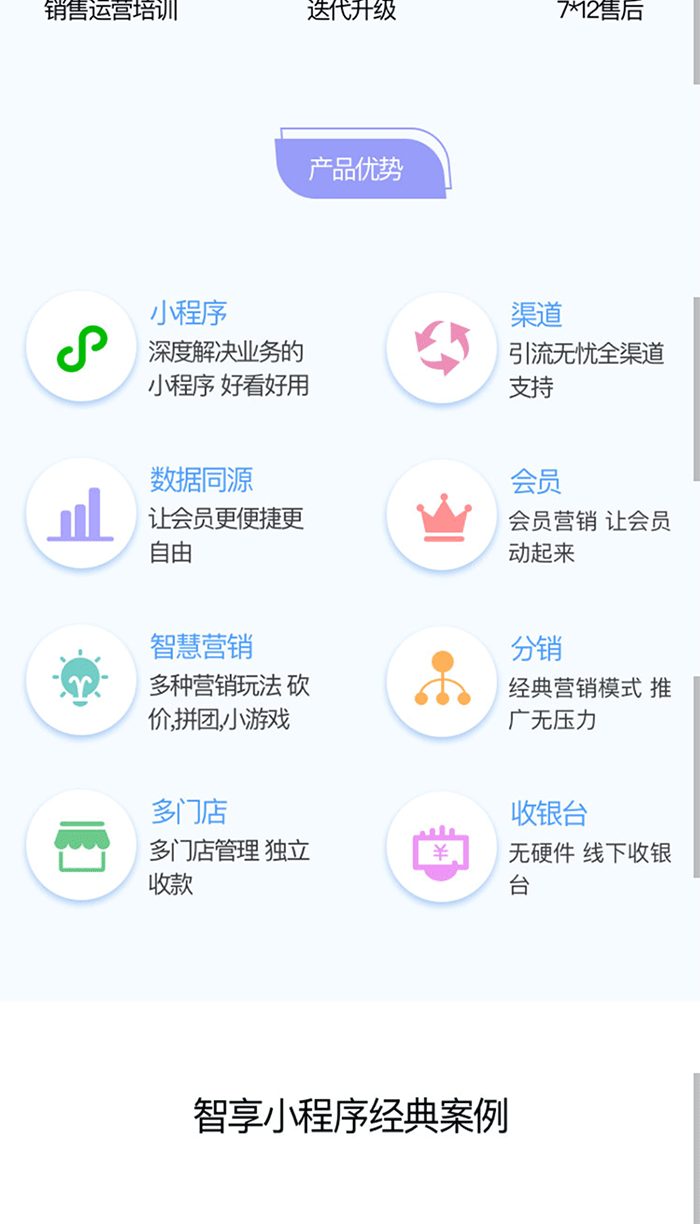 销售运营培训 迭代升级 7*12售后
产品优势
小程序
深度解决业务的
小程序 好看好用
渠道
引流无忧全渠道
支持
数据同源
让会员更便捷更
自由
会员
会员营销 让会员
动起来
智慧营销
多种营销玩法 砍
价,拼团,小游戏
分销
经典营销模式 推
广无压力
多门店
多门店管理 独立
收款
收银台
无硬件 线下收银
台
智享小程序经典案例